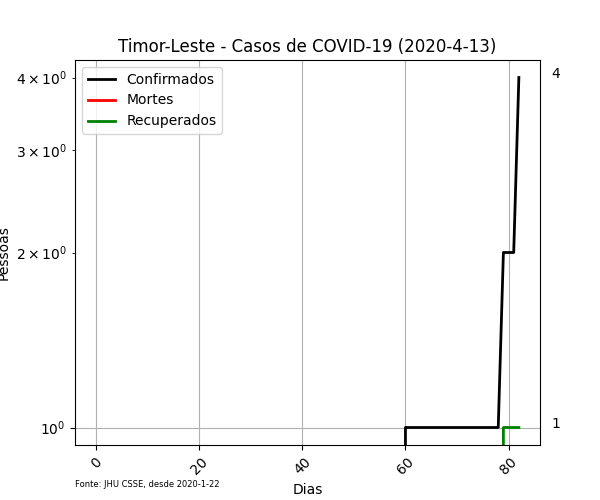 Timor-Leste - Casos de COVID-19 (2020-4-13)
Confirmados
Mortes
Recuperados
4 × 10⁰
3 × 10⁰
2 × 10⁰
10⁰
4
1
Pessoas
0 20 40 60 80
Dias
Fonte: JHU CSSE, desde 2020-1-22